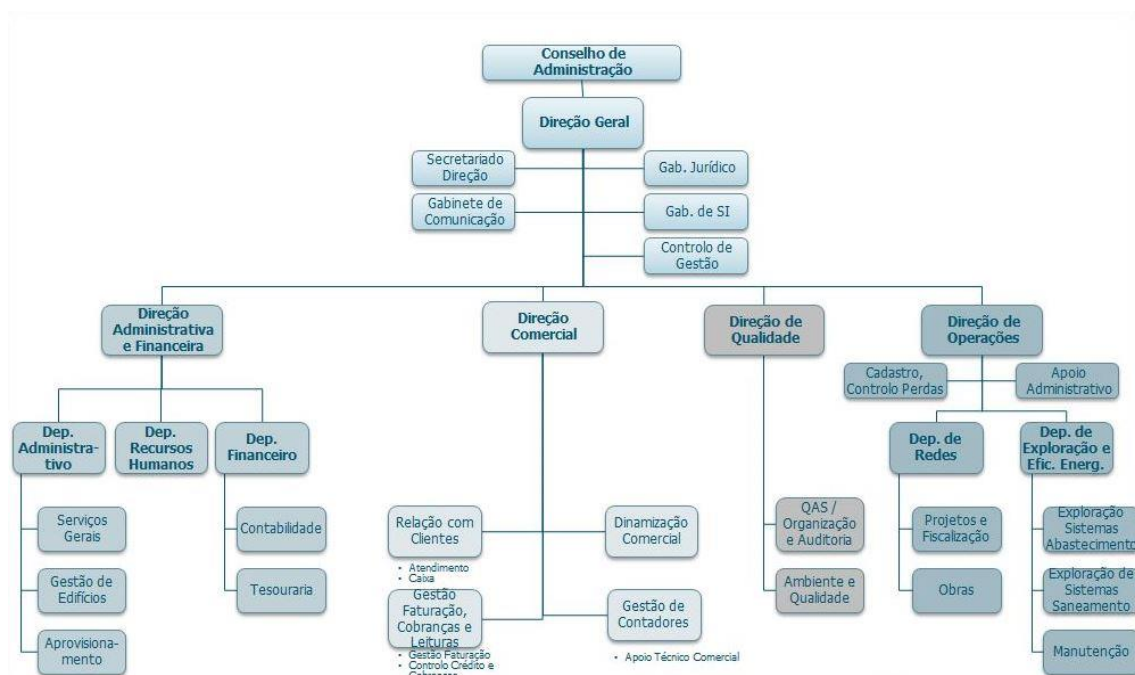 Conselho de
Administração
Direção Geral
Secretariado
Direção
Gab. Jurídico
Gabinete de
Comunicação
Gab. de SI
Controlo de
Gestão
Direção
Administrativa
e Financeira
Direção
Comercial
Direção de
Qualidade
Direção de
Operações
Cadastro,
Controlo Perdas
Apoio
Administrativo
Dep.
Administra-
tivo
Dep.
Recursos
Humanos
Dep.
Financeiro
Dep. de
Redes
Dep. de
Exploração e
Efic. Energ.
Serviços
Gerais
Contabilidade
Relação com
Clientes
• Atendimento
• Caixa
Dinamização
Comercial
QAS /
Organização
e Auditoria
Projetos e
Fiscalização
Exploração
Sistemas
Abastecimento
Gestão de
Edifícios
Tesouraria
Gestão
Faturação,
Cobranças e
Leituras
• Gestão Faturação
• Controlo Crédito e
Gestão de
Contadores
• Apoio Técnico Comercial
Ambiente e
Qualidade
Obras
Exploração de
Sistemas
Saneamento
Aprovisiona-
mento
Manutenção